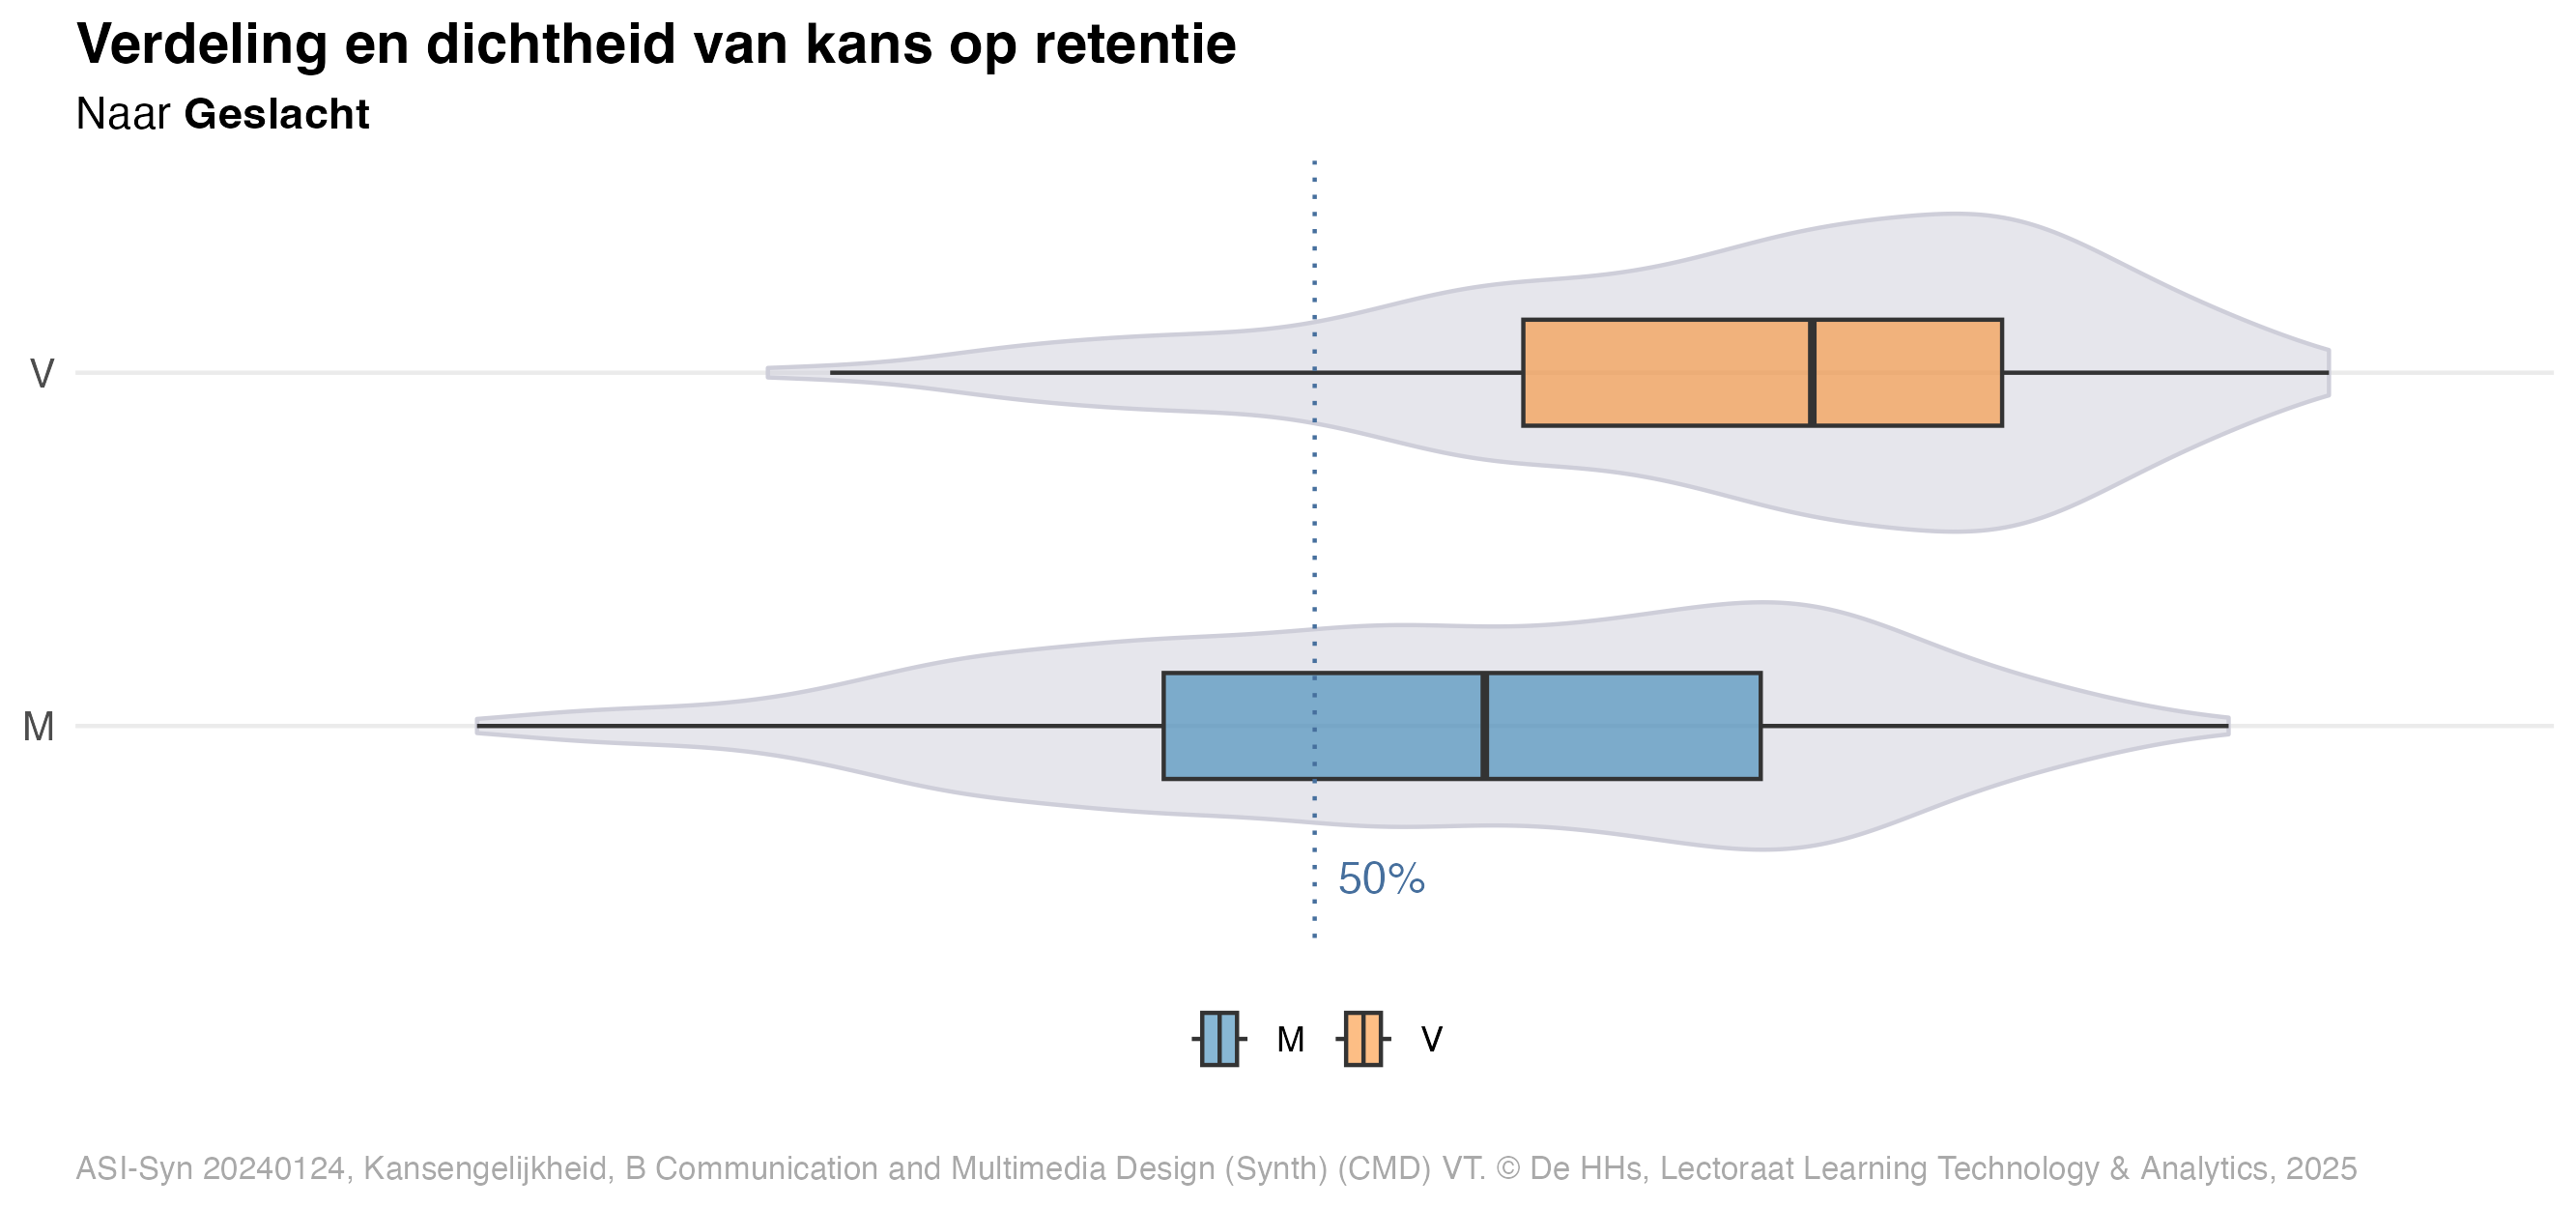 Verdeling en dichtheid van kans op retentie
Naar Geslacht
V
M
50%
M
V
ASI-Syn 20240124, Kansengelijkheid, B Communication and Multimedia Design (Synth) (CMD) VT. © De HHs, Lectoraat Learning Technology & Analytics, 2025